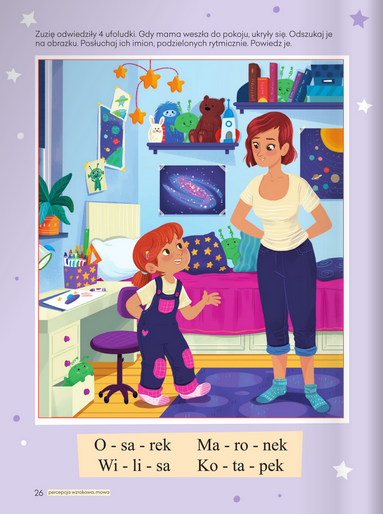 Zuzię odwiedziły 4 ufoludki. Gdy mama weszła do pokoju, ukryły się. Odszukaj je
na obrazku. Posłuchaj ich imion, podzielonych rytmicznie. Powiedz je.
O - sa - rek Ma - ro - nek
Wi - li - sa Ko - ta - pek
26 percepcja wzrokowa, mowa